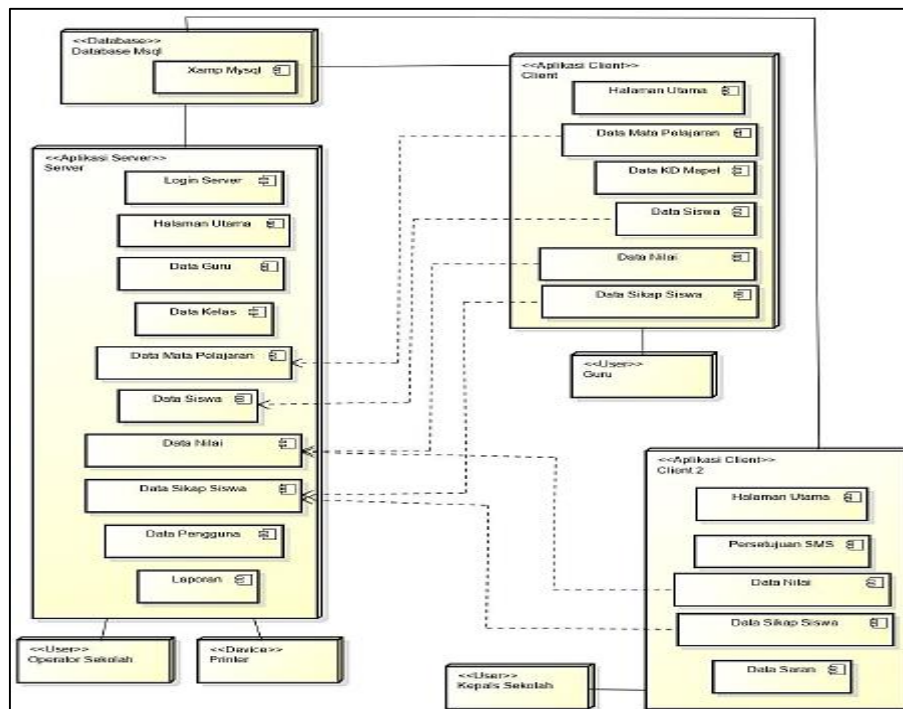 <<Database>>
Database Msql
Xamp Mysql
<<Aplikasi Client>>
Client
Halaman Utama
Data Mata Pelajaran
Data KD Mapel
Data Siswa
Data Nilai
Data Sikap Siswa
<<Aplikasi Server>>
Server
Login Server
Halaman Utama
Data Guru
Data Kelas
Data Mata Pelajaran
Data Siswa
Data Nilai
Data Sikap Siswa
Data Pengguna
Laporan
<<User>>
Guru
<<Aplikasi Client>>
Client 2
Halaman Utama
Persetujuan SMS
Data Nilai
Data Sikap Siswa
Data Saran
<<User>>
Operator Sekolah
<<Device>>
Printer
<<User>>
Kepals Sekolah